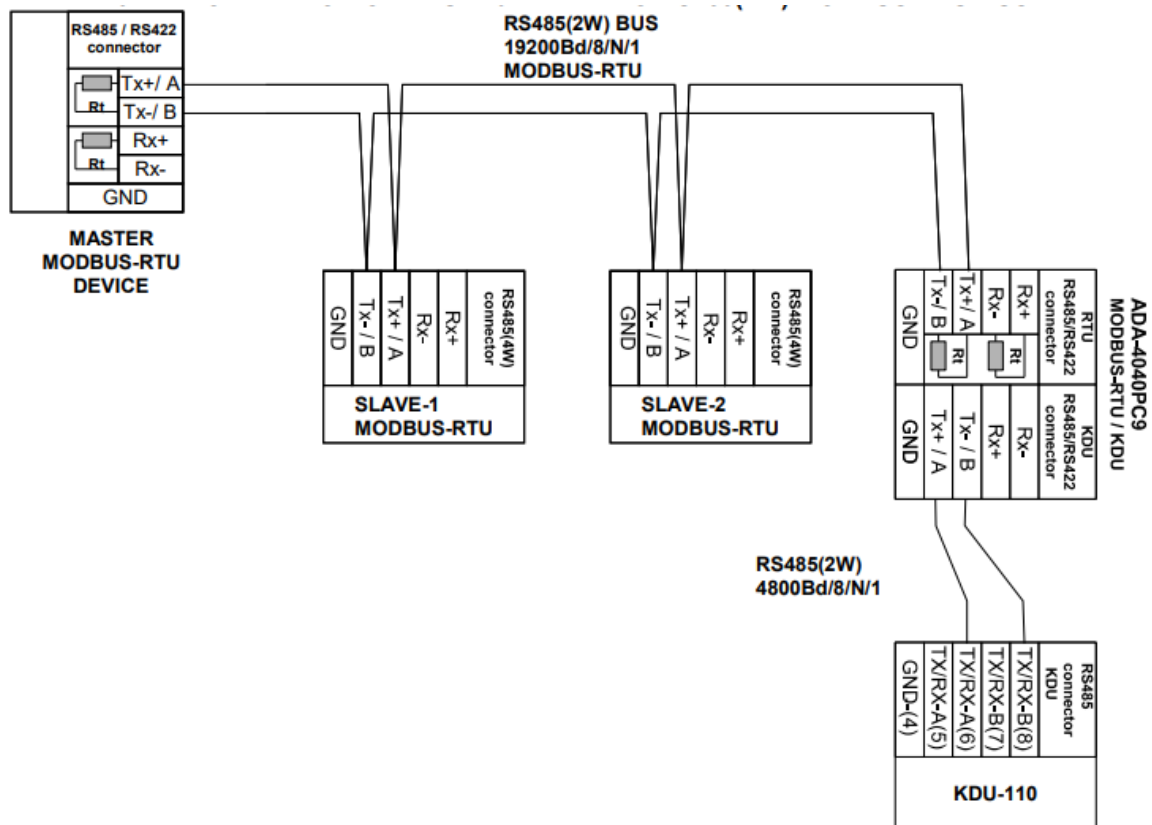 RS485 / RS422
connector
Tx+/ A
Rt
Tx-/ B
Rx+
Rt
Rx-
GND
MASTER
MODBUS-RTU
DEVICE
RS485(2W) BUS
19200Bd/8/N/1
MODBUS-RTU
GND
Tx- / B
Tx+ / A
Rx-
Rx+
RS485(4W)
connector
SLAVE-1
MODBUS-RTU
GND
Tx- / B
Tx+ / A
Rx-
Rx+
RS485(4W)
connector
SLAVE-2
MODBUS-RTU
GND
Tx-/ B
Tx+/ A
Rx-
Rx+
RTU
RS485/RS422
connector
Rt
Rt
GND
Tx+ / A
Tx- / B
Rx+
Rx-
KDU
RS485/RS422
connector
ADA-4040PC9
MODBUS-RTU / KDU
RS485(2W)
4800Bd/8/N/1
GND-(4)
TX/RX-A(5)
TX/RX-A(6)
TX/RX-B(7)
TX/RX-B(8)
RS485
connector
KDU
KDU-110